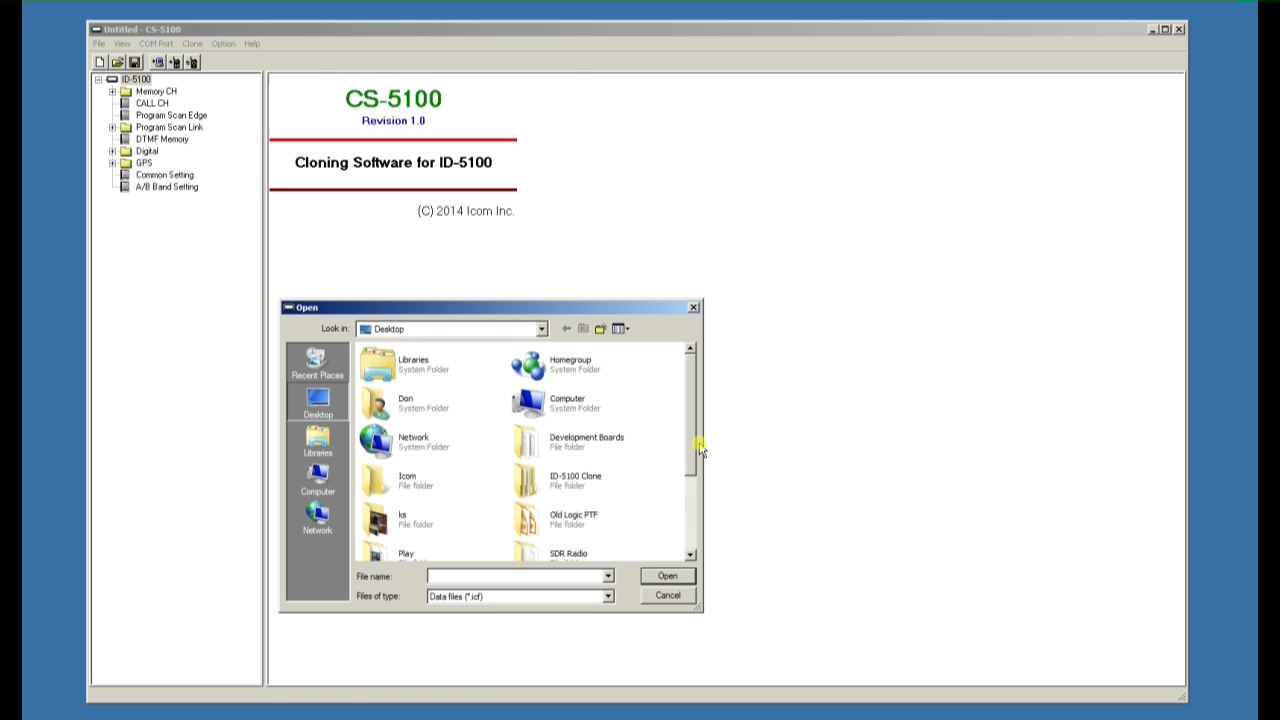 Untitled - CS-5100
File View COM Port Clone Option Help
ID-5100
Memory CH
CALL CH
Program Scan Edge
Program Scan Link
DTMF Memory
Digital
GPS
Common Setting
A/B Band Setting
CS-5100
Revision 1.0
Cloning Software for ID-5100
(C) 2014 Icom Inc.
Open
Look in: Desktop
Recent Places
Desktop
Libraries
Computer
Network
Libraries
System Folder
Homegroup
System Folder
Don
System Folder
Computer
System Folder
Network
System Folder
Development Boards
File folder
Icom
File folder
ID-5100 Clone
File folder
ks
File folder
Old Logic PTF
File folder
Play
SDR Radio
File name:
Open
Files of type: Data files (*.icf)
Cancel